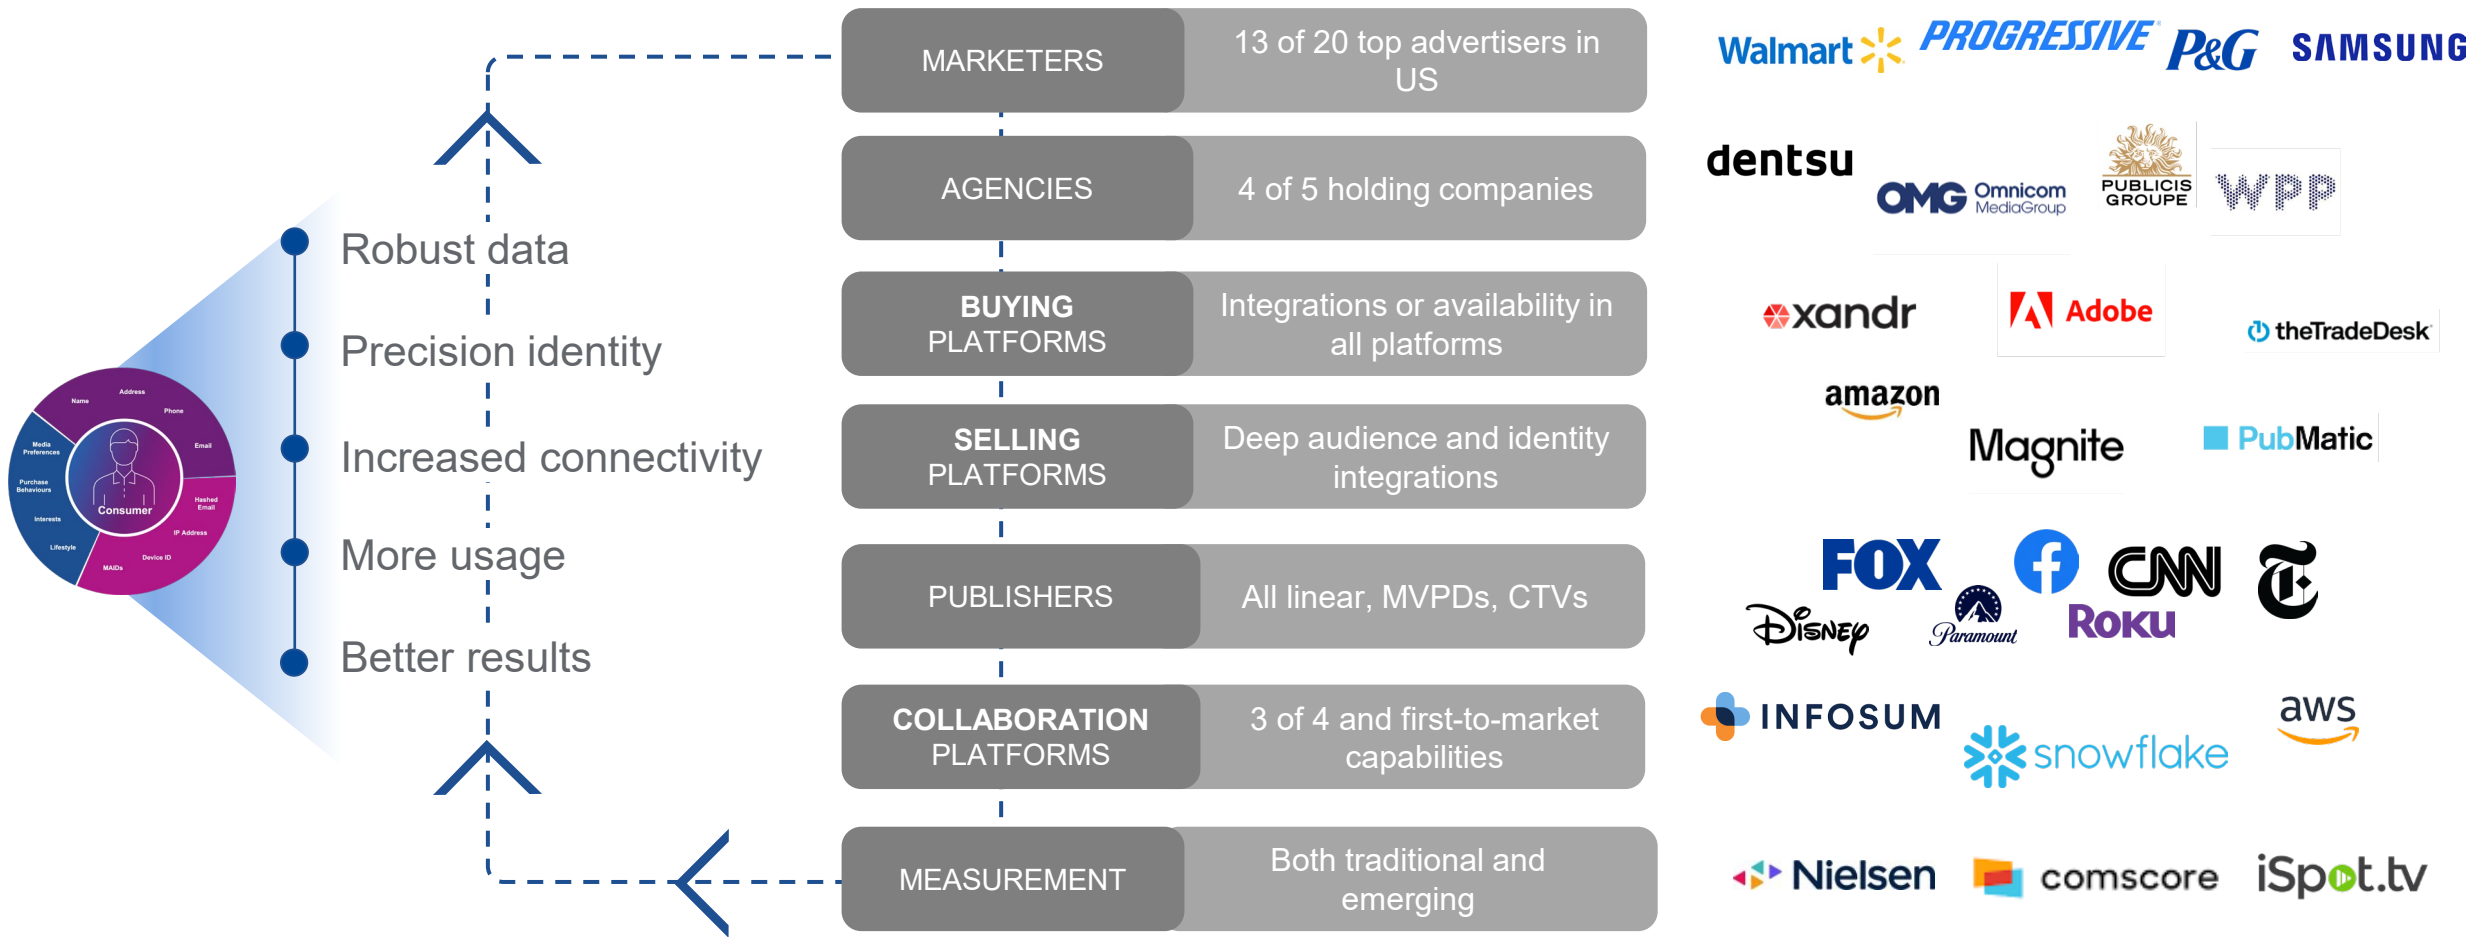 MARKETERS
13 of 20 top advertisers in
US
Walmart
PROGRESSIVE
P&G
SAMSUNG
AGENCIES
4 of 5 holding companies
dentsu
OMG Omnicom
MediaGroup
PUBLICIS
GROUPE
WPP
BUYING
PLATFORMS
Integrations or availability in
all platforms
xandr
Adobe
theTradeDesk
amazon
SELLING
PLATFORMS
Deep audience and identity
integrations
Magnite
PubMatic
PUBLISHERS
All linear, MVPDs, CTVs
FOX
f
CNN
T
Disney
Paramount
Roku
COLLABORATION
PLATFORMS
3 of 4 and first-to-market
capabilities
INFOSUM
snowflake
aws
MEASUREMENT
Both traditional and
emerging
Nielsen
comscore
iSpot.tv
Robust data
Precision identity
Increased connectivity
More usage
Better results
Address
Name
Phone
Email
Media
Preferences
Purchase
Behaviours
Interests
Lifestyle
Hashed
Email
IP Address
Device ID
MAIDs
Consumer